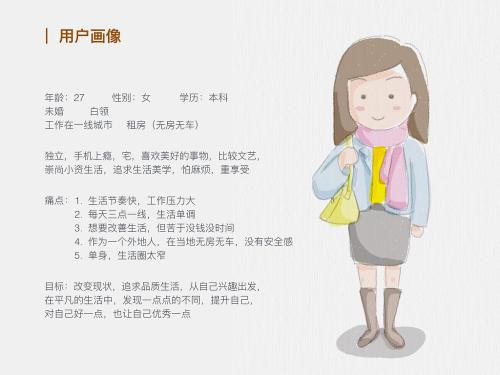 用户画像
年龄：27 性别：女 学历：本科
未婚 白领
工作在一线城市 租房（无房无车）
独立，手机上瘾，宅，喜欢美好的事物，比较文艺，
崇尚小资生活，追求生活美学，怕麻烦，重享受
痛点：1. 生活节奏快，工作压力大
2. 每天三点一线，生活单调
3. 想要改善生活，但苦于没钱没时间
4. 作为一个外地人，在当地无房无车，没有安全感
5. 单身，生活圈太窄
目标：改变现状，追求品质生活，从自己兴趣出发，
在平凡的生活中，发现一点点的不同，提升自己，
对自己好一点，也让自己优秀一点